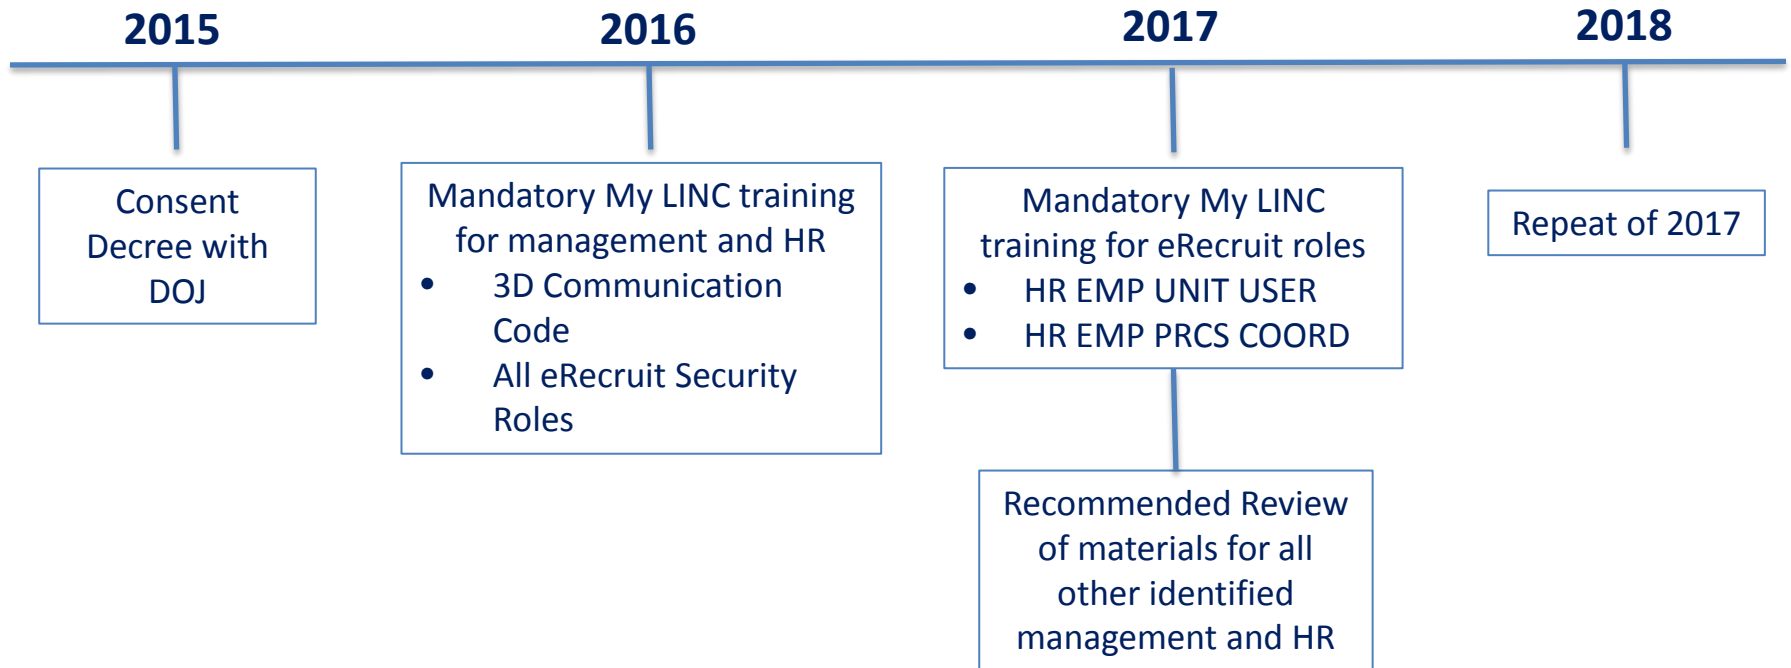 2015
2016
2017
2018
Consent
Decree with
DOJ
Mandatory My LINC training
for management and HR
• 3D Communication
Code
• All eRecruit Security
Roles
Mandatory My LINC
training for eRecruit roles
• HR EMP UNIT USER
• HR EMP PRCS COORD
Recommended Review
of materials for all
other identified
management and HR
Repeat of 2017